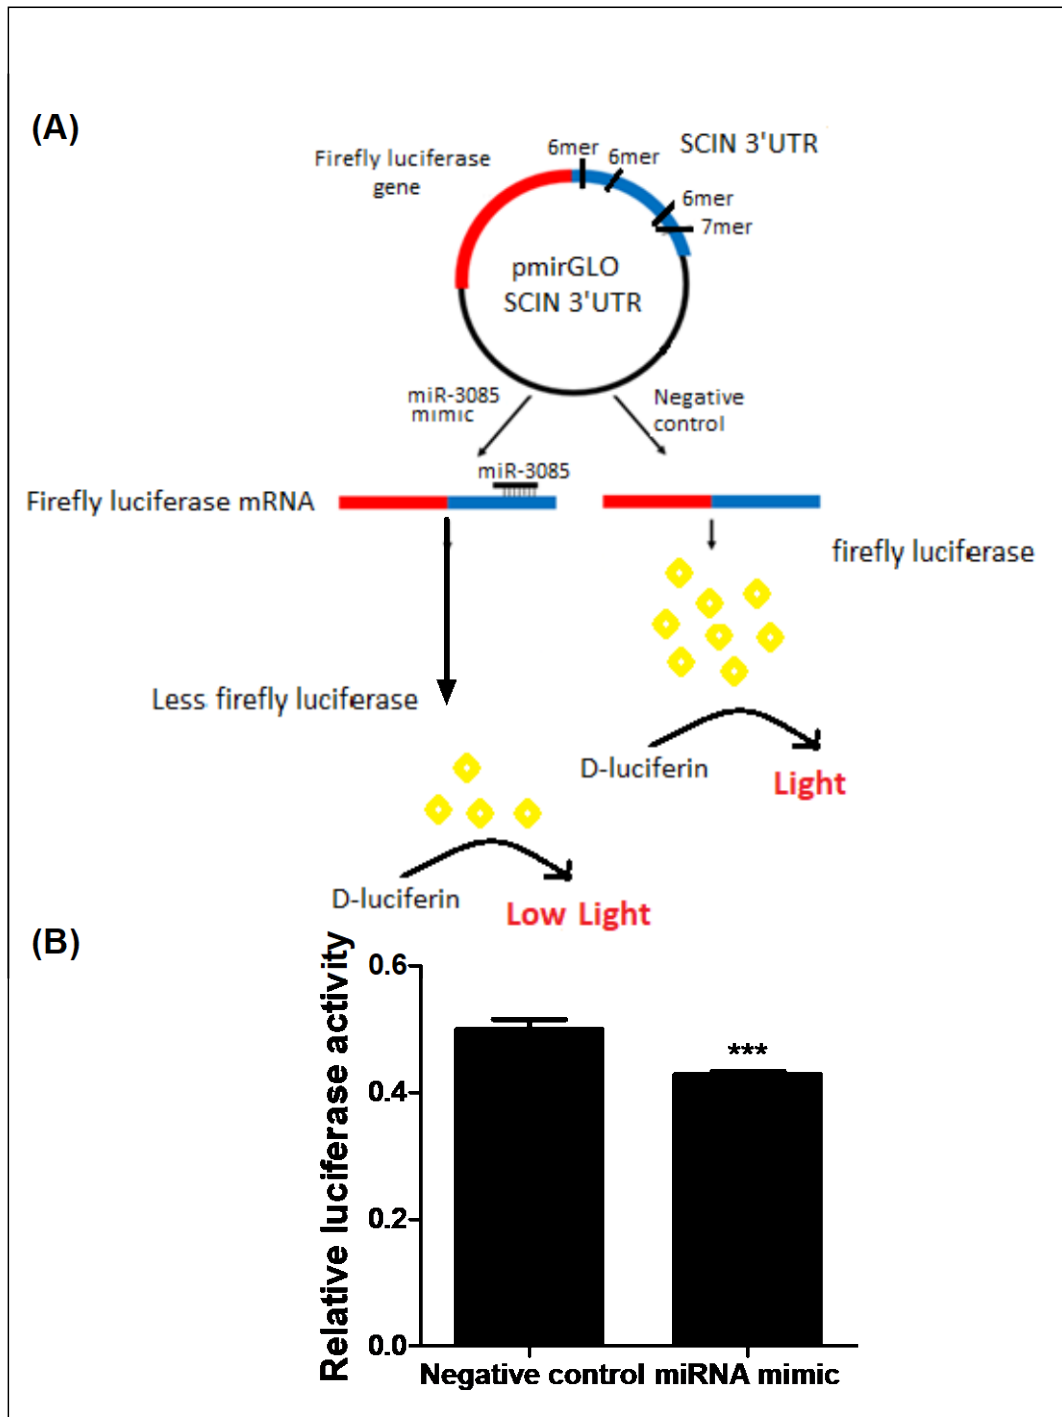 (A)
SCIN 3'UTR
6mer
6mer
Firefly luciferase
gene
6mer
7mer
pmirGLO
SCIN 3'UTR
miR-3085
mimic
Negative
control
miR-3085
Firefly luciferase mRNA
firefly luciferase
Less firefly luciferase
D-luciferin
Light
D-luciferin
Low Light
(B)
Relative luciferase activity
0.6
0.4
0.2
0.0
***
Negative control
miRNA mimic